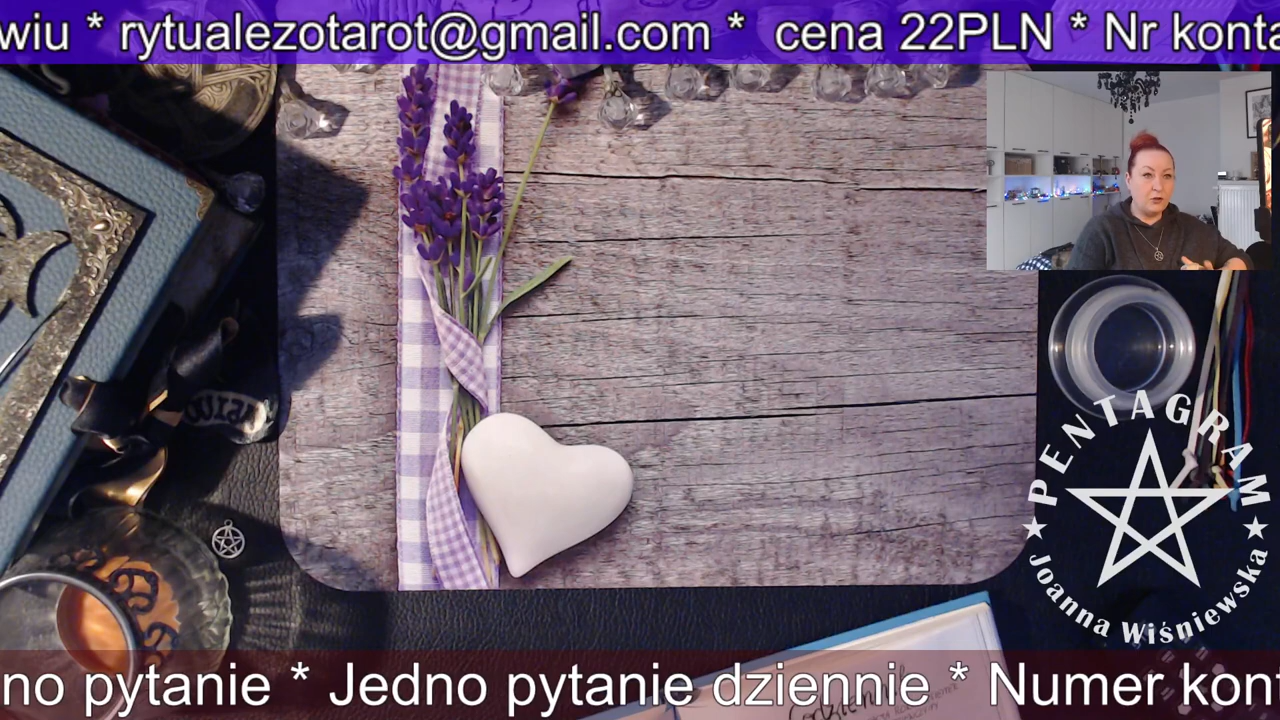 wiu * rytualezotarot@gmail.com * cena 22PLN * Nr konta
PENTAGRAM
Joanna Wiśniewska
no pytanie * Jedno pytanie dziennie * Numer kont